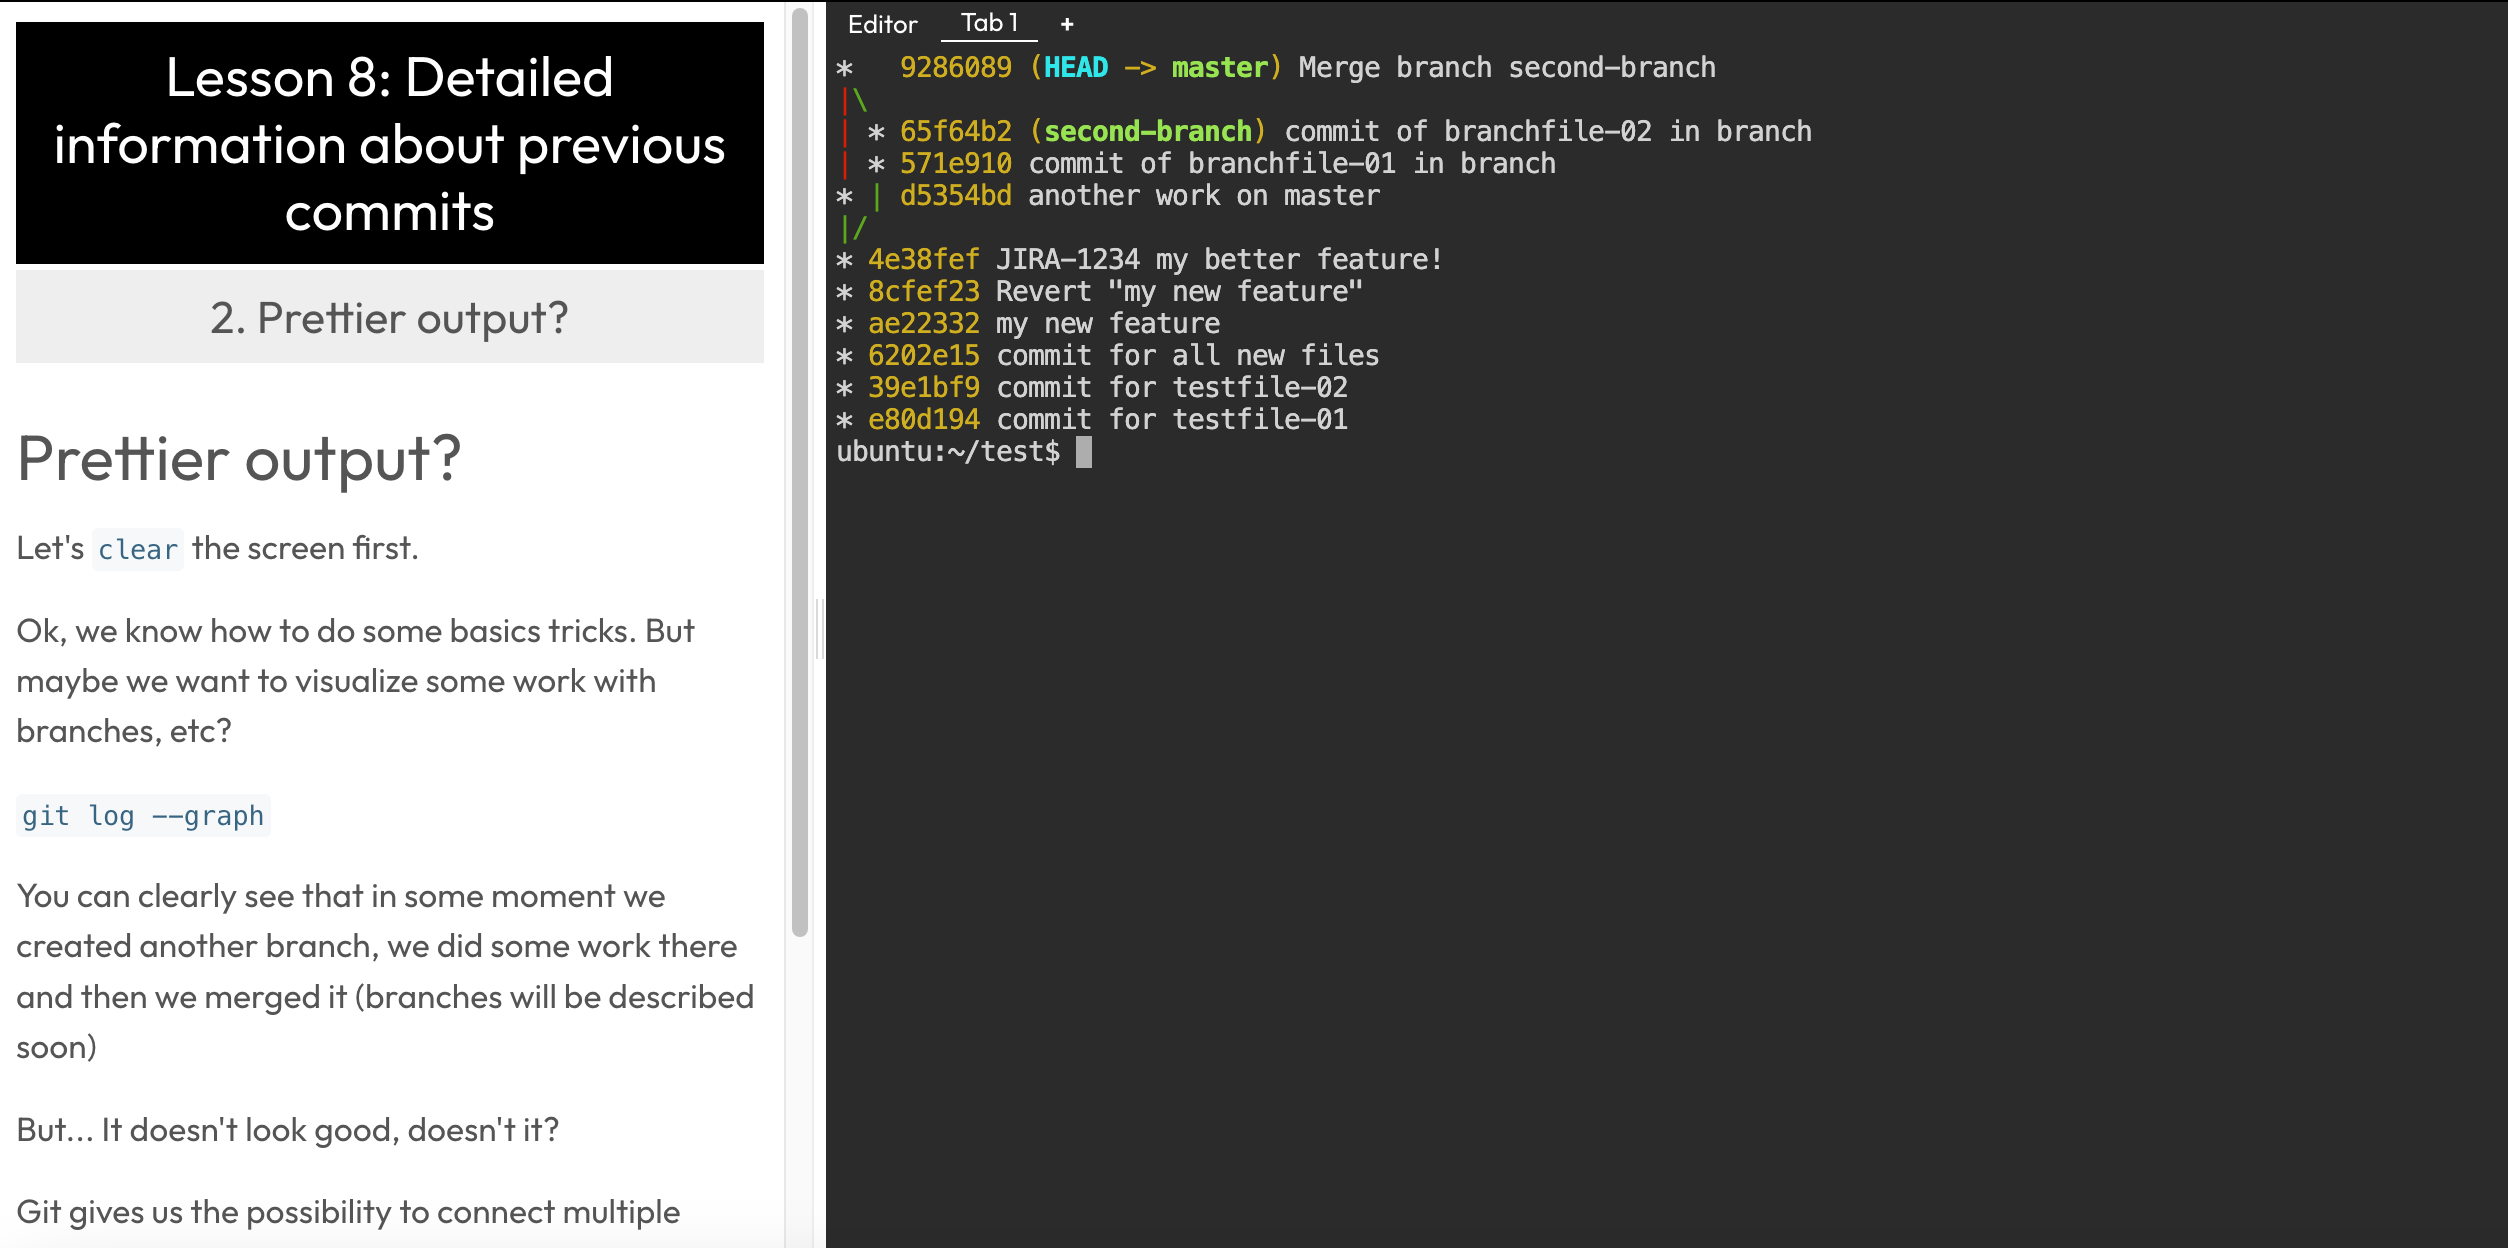 Lesson 8: Detailed
information about previous
commits
2. Prettier output?
Prettier output?
Let's clear the screen first.
Ok, we know how to do some basics tricks. But
maybe we want to visualize some work with
branches, etc?
git log --graph
You can clearly see that in some moment we
created another branch, we did some work there
and then we merged it (branches will be described
soon)
But... It doesn't look good, doesn't it?
Git gives us the possibility to connect multiple
Editor Tab 1 +
*   9286089 (HEAD -> master) Merge branch second-branch
|\
| * 65f64b2 (second-branch) commit of branchfile-02 in branch
| * 571e910 commit of branchfile-01 in branch
* | d5354bd another work on master
|/
* 4e38fef JIRA-1234 my better feature!
* 8cfef23 Revert "my new feature"
* ae22332 my new feature
* 6202e15 commit for all new files
* 39e1bf9 commit for testfile-02
* e80d194 commit for testfile-01
ubuntu:~/test$